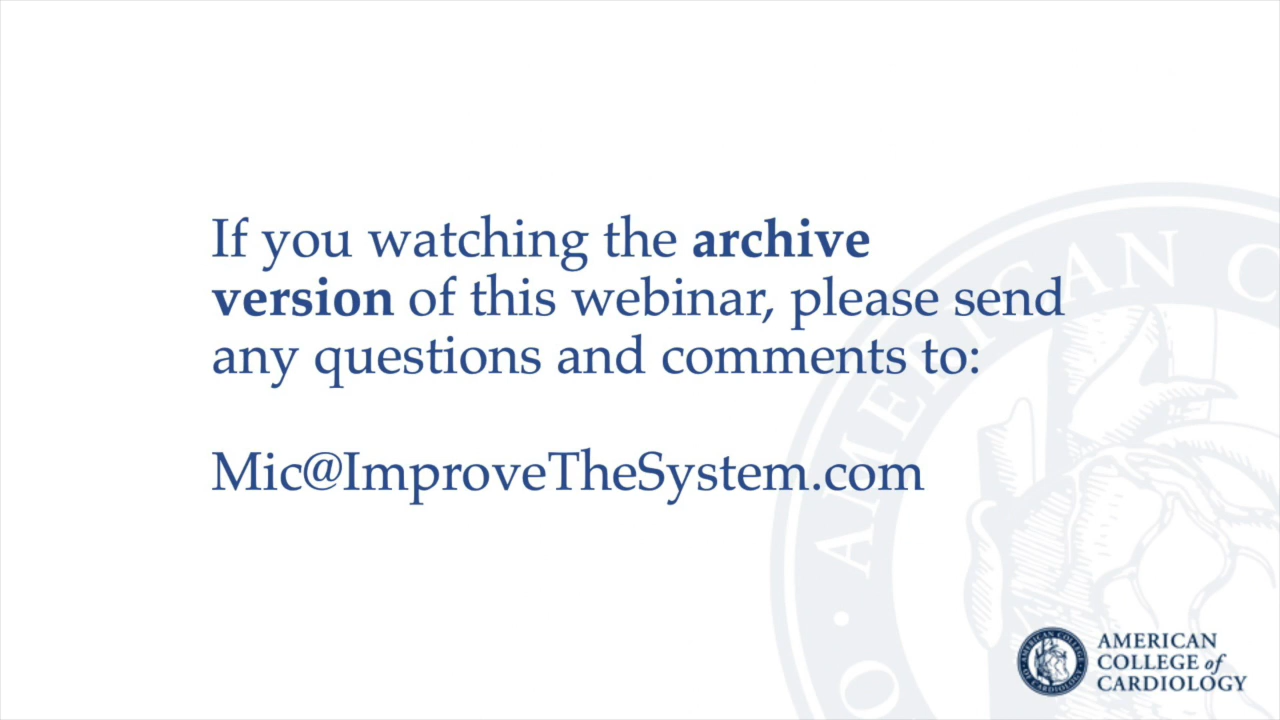 If you watching the archive
version of this webinar, please send
any questions and comments to:
Mic@ImproveTheSystem.com
AMERICAN
COLLEGE of
CARDIOLOGY